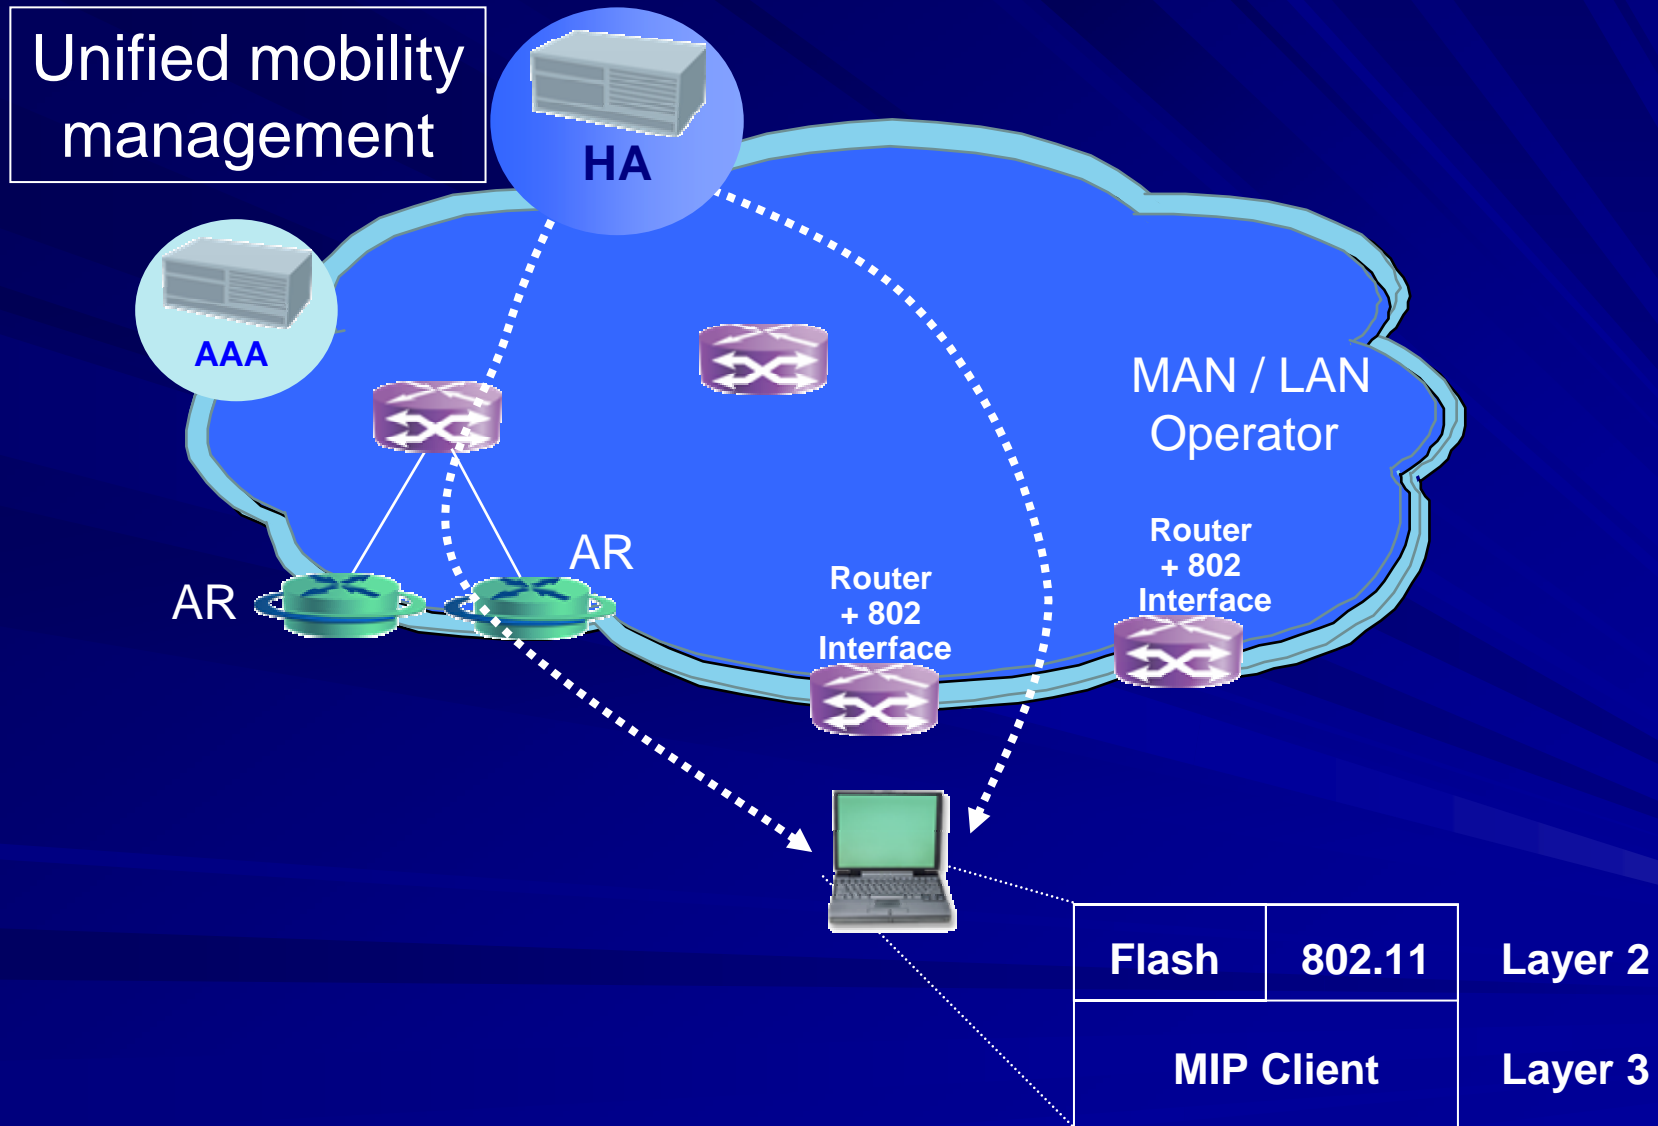 Unified mobility
management
HA
AAA
MAN / LAN
Operator
AR
AR
Router
+ 802
Interface
Router
+ 802
Interface
Flash
802.11
Layer 2
MIP Client
Layer 3